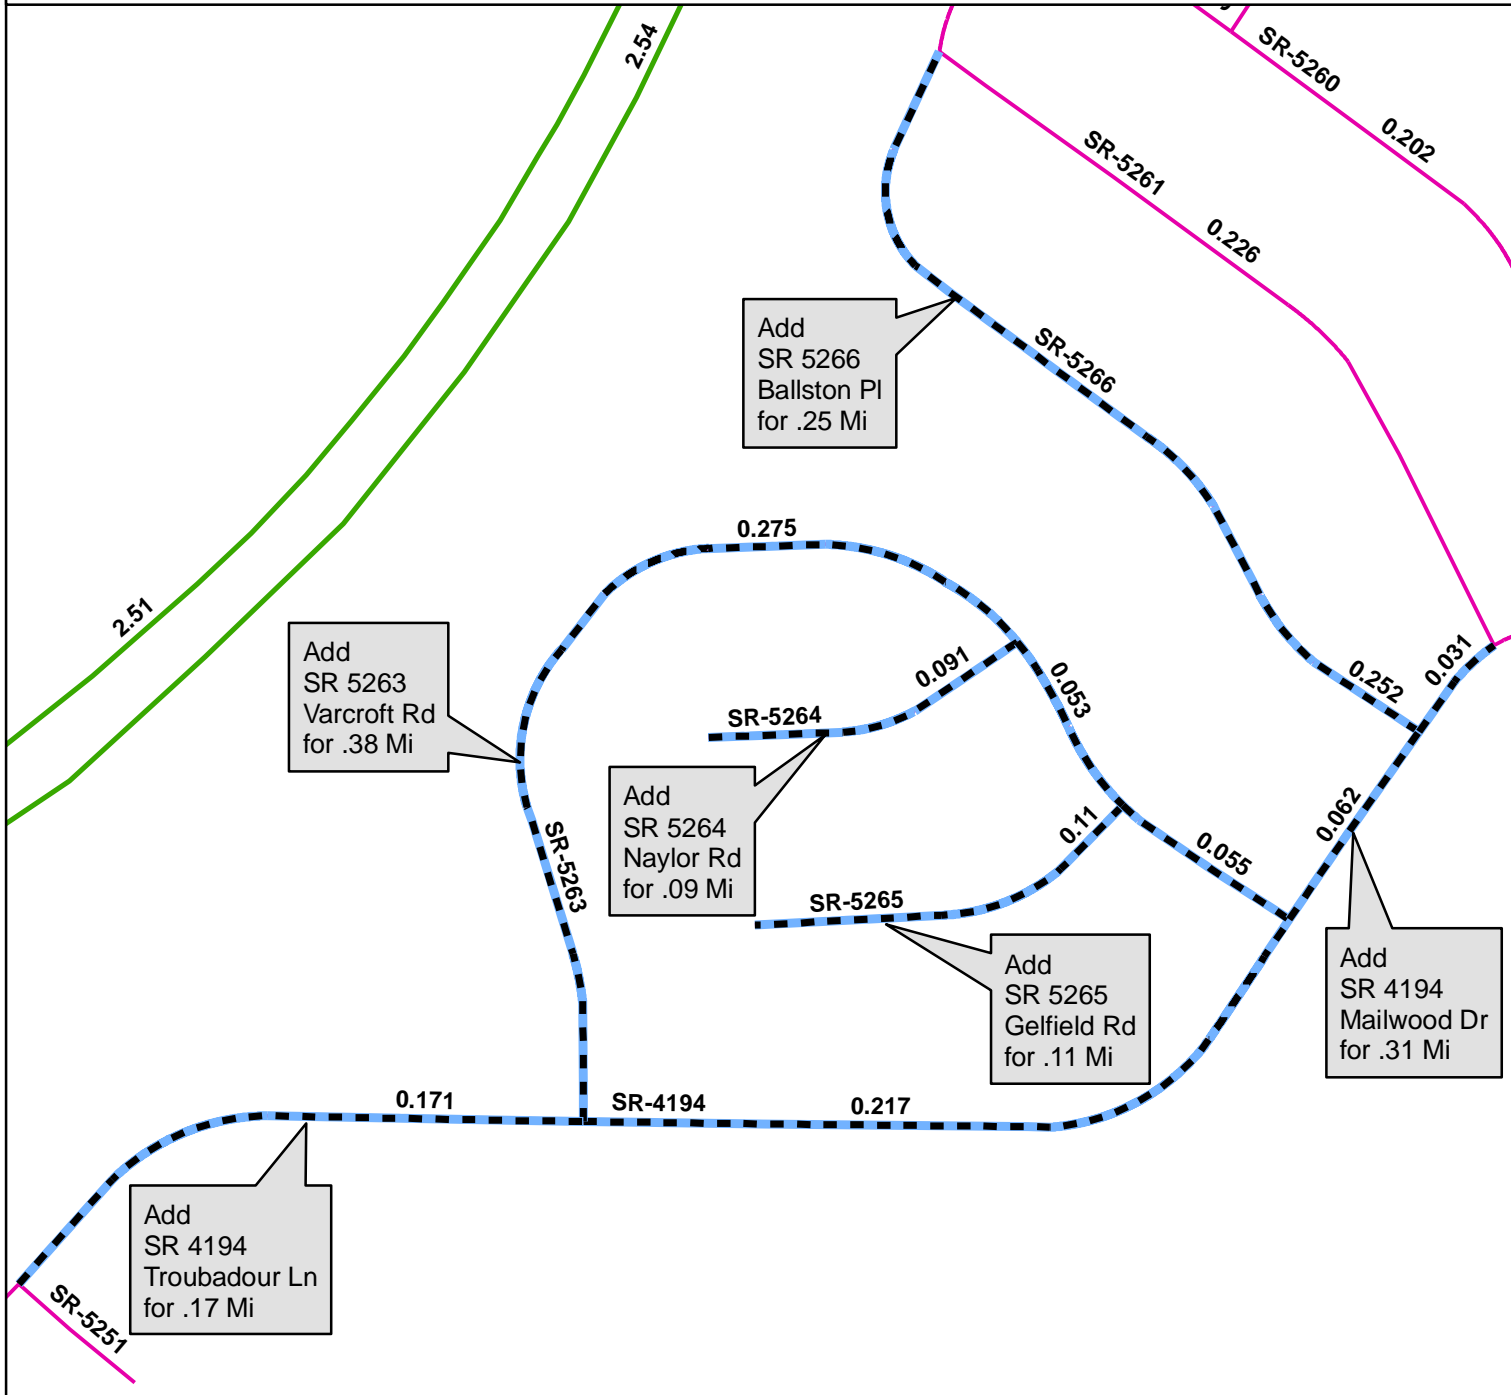 2.54
SR-5260
0.202
SR-5261
0.226
Add
SR 5266
Ballston Pl
for .25 Mi
SR-5266
0.275
2.51
Add
SR 5263
Varcroft Rd
for .38 Mi
0.091
0.053
0.252
0.031
SR-5264
Add
SR 5264
Naylor Rd
for .09 Mi
SR-5263
0.11
0.055
0.062
SR-5265
Add
SR 5265
Gelfield Rd
for .11 Mi
Add
SR 4194
Mailwood Dr
for .31 Mi
0.171
SR-4194
0.217
Add
SR 4194
Troubadour Ln
for .17 Mi
SR-5251